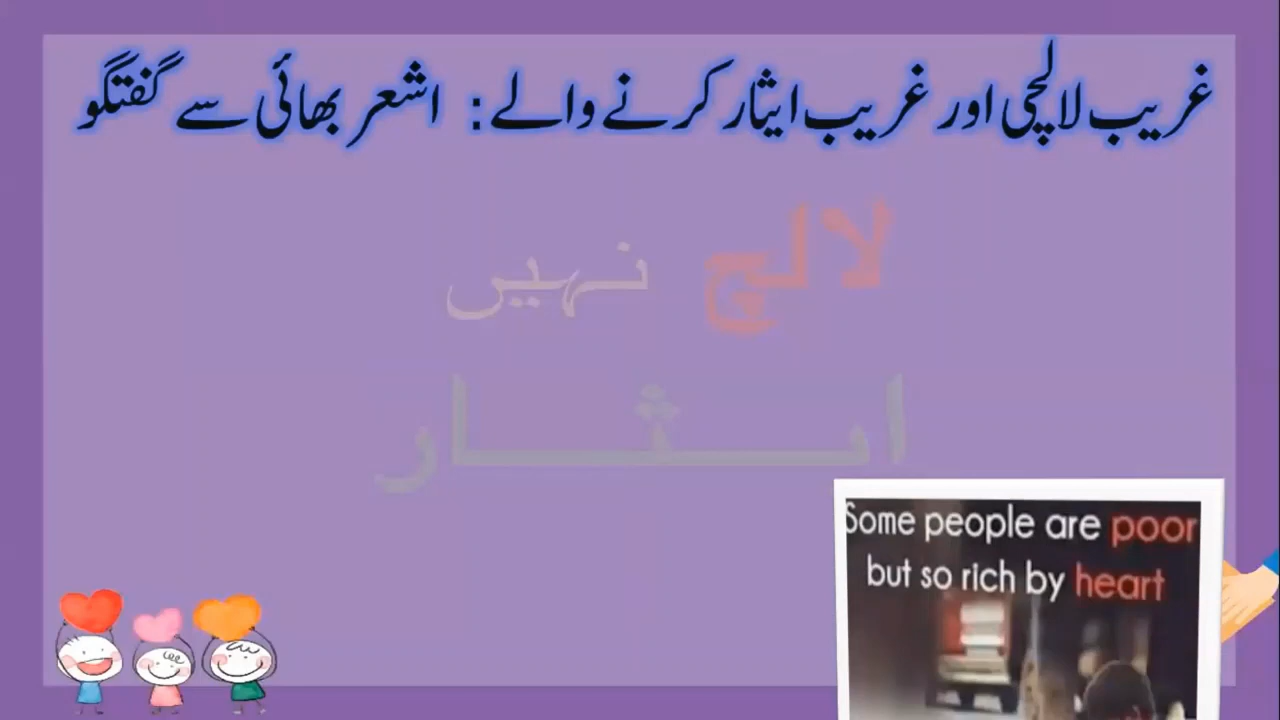 غریب لالچی اور غریب ایثار کرنے والے: اشعر بھائی سے گفتگو
لالچ نہیں
ایثار
Some people are poor
but so rich by heart